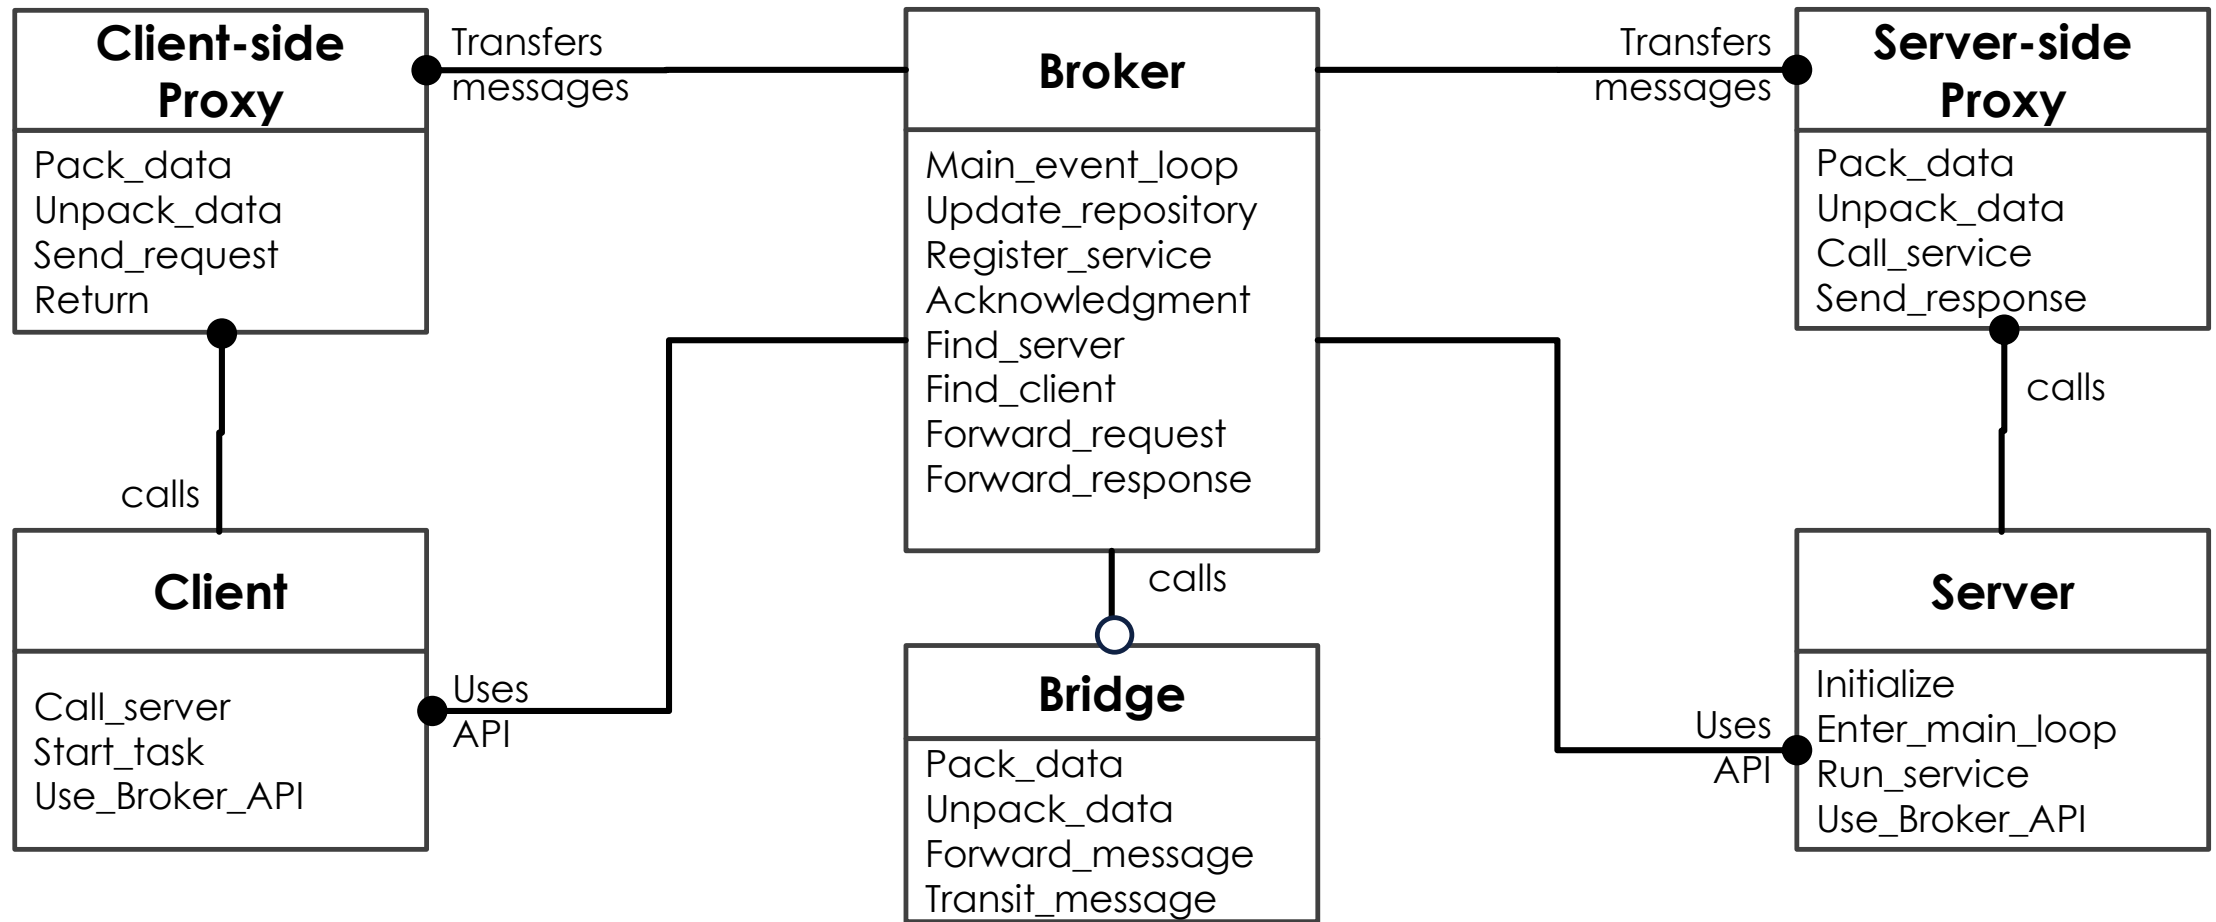 Client-side
Proxy
Pack_data
Unpack_data
Send_request
Return
Transfers
messages
Broker
Main_event_loop
Update_repository
Register_service
Acknowledgment
Find_server
Find_client
Forward_request
Forward_response
Transfers
messages
Server-side
Proxy
Pack_data
Unpack_data
Call_service
Send_response
calls
calls
calls
Client
Call_server
Start_task
Use_Broker_API
Uses
API
Bridge
Pack_data
Unpack_data
Forward_message
Transit_message
Uses
API
Server
Initialize
Enter_main_loop
Run_service
Use_Broker_API